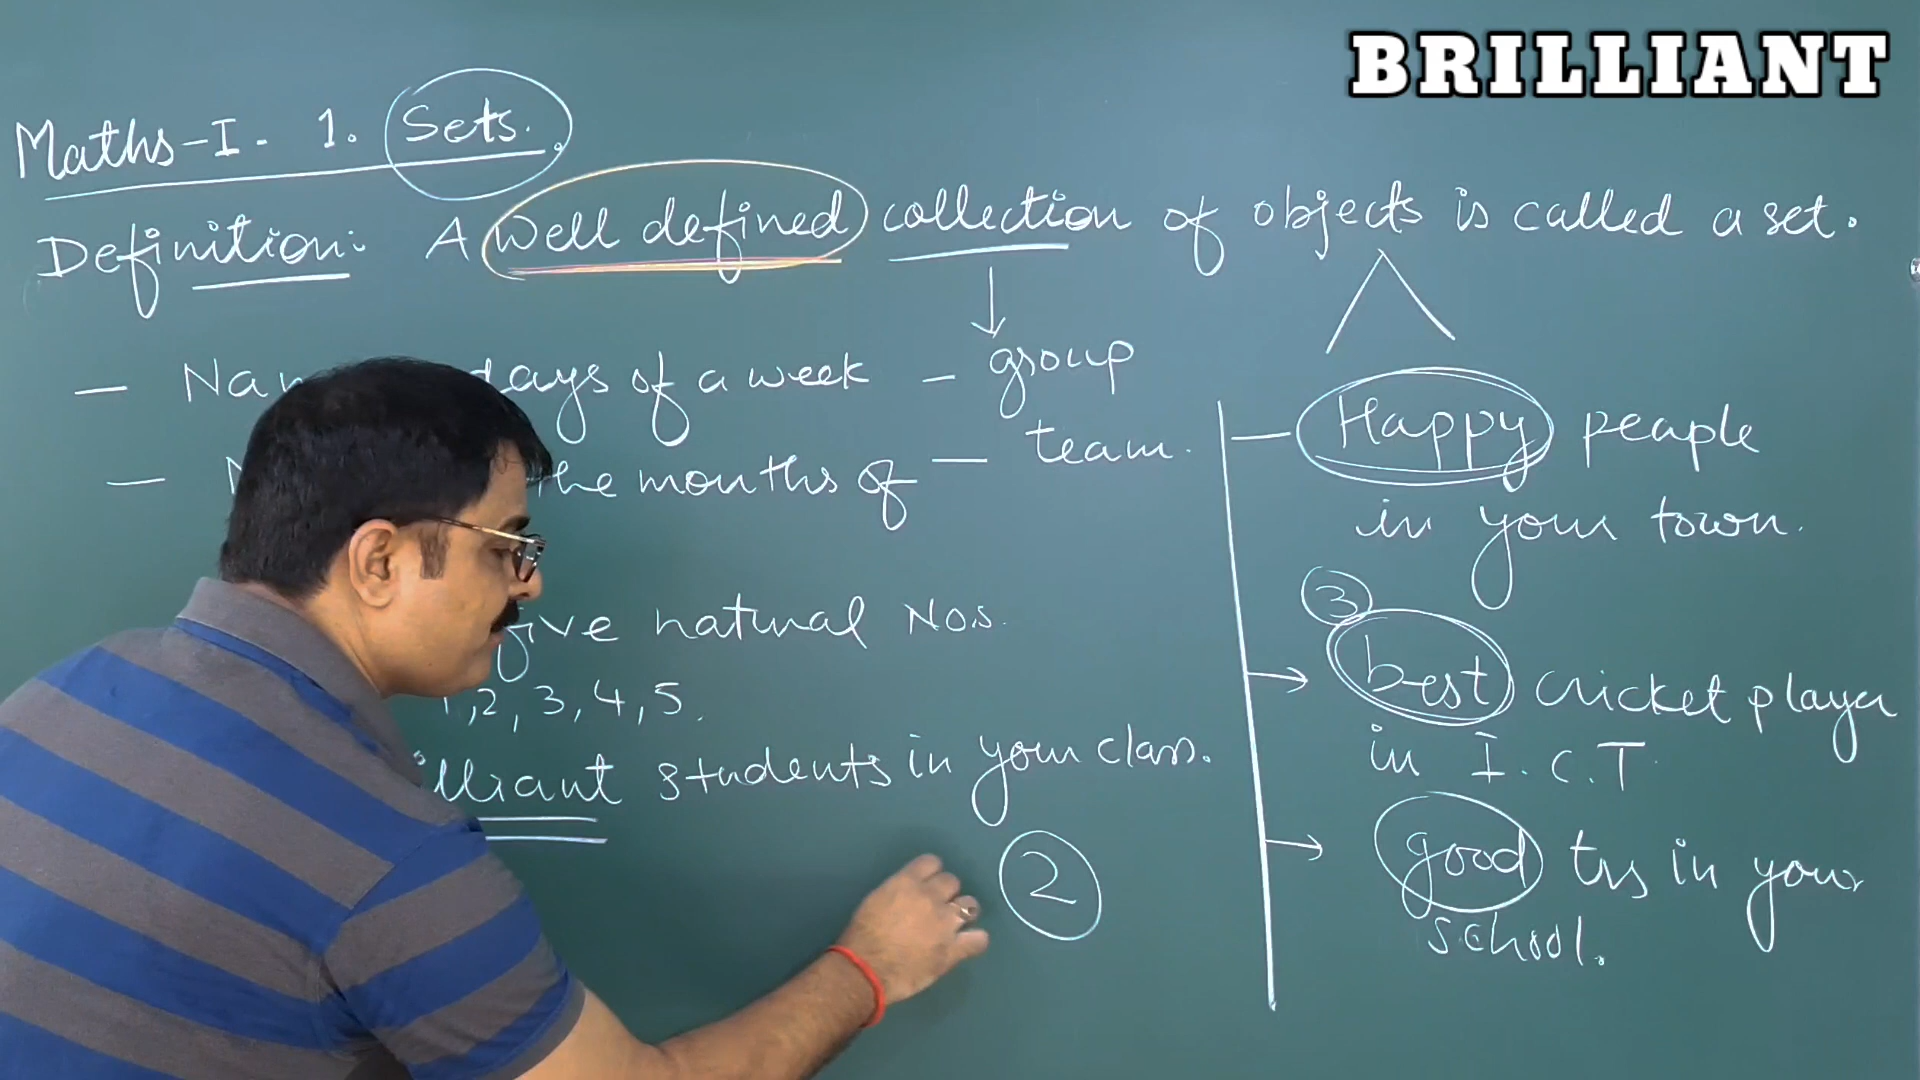 BRILLIANT
Maths-I. 1. Sets.
Definition: A well defined collection of objects is called a set.
— days of a week — group
team.
— the months of —
five natural Nos.
1, 2, 3, 4, 5.
students in your class.
2
— Happy peaple
in your town.
3
best cricket player
in I.C.T.
good trs in your
school.